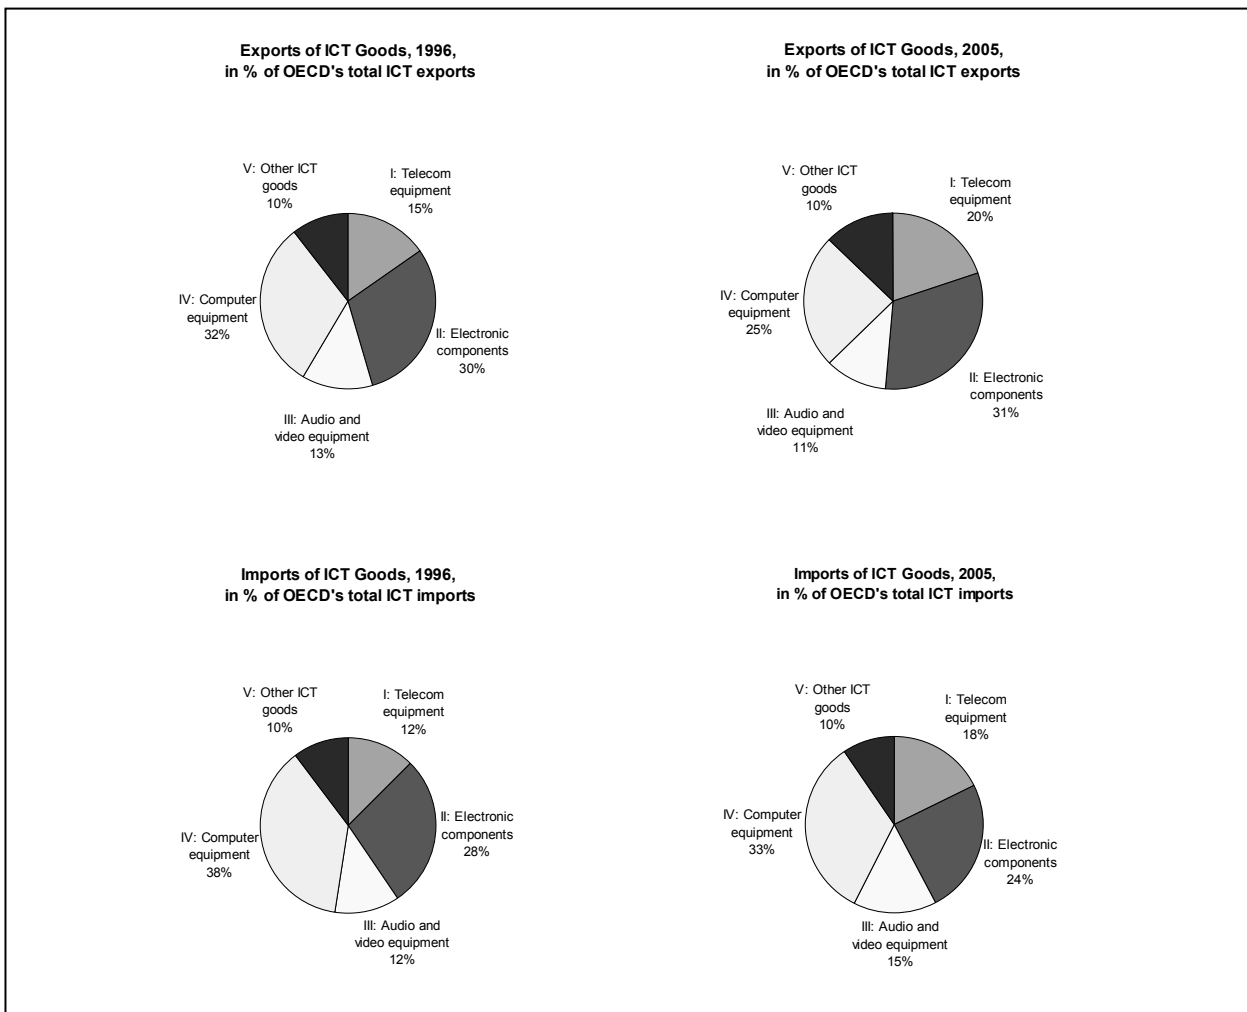 Exports of ICT Goods, 1996,
in % of OECD's total ICT exports
V: Other ICT
goods
10%
I: Telecom
equipment
15%
IV: Computer
equipment
32%
II: Electronic
components
30%
III: Audio and
video equipment
13%
Exports of ICT Goods, 2005,
in % of OECD's total ICT exports
V: Other ICT
goods
10%
I: Telecom
equipment
20%
IV: Computer
equipment
25%
II: Electronic
components
31%
III: Audio and
video equipment
11%
Imports of ICT Goods, 1996,
in % of OECD's total ICT imports
V: Other ICT
goods
10%
I: Telecom
equipment
12%
IV: Computer
equipment
38%
II: Electronic
components
28%
III: Audio and
video equipment
12%
Imports of ICT Goods, 2005,
in % of OECD's total ICT imports
V: Other ICT
goods
10%
I: Telecom
equipment
18%
IV: Computer
equipment
33%
II: Electronic
components
24%
III: Audio and
video equipment
15%